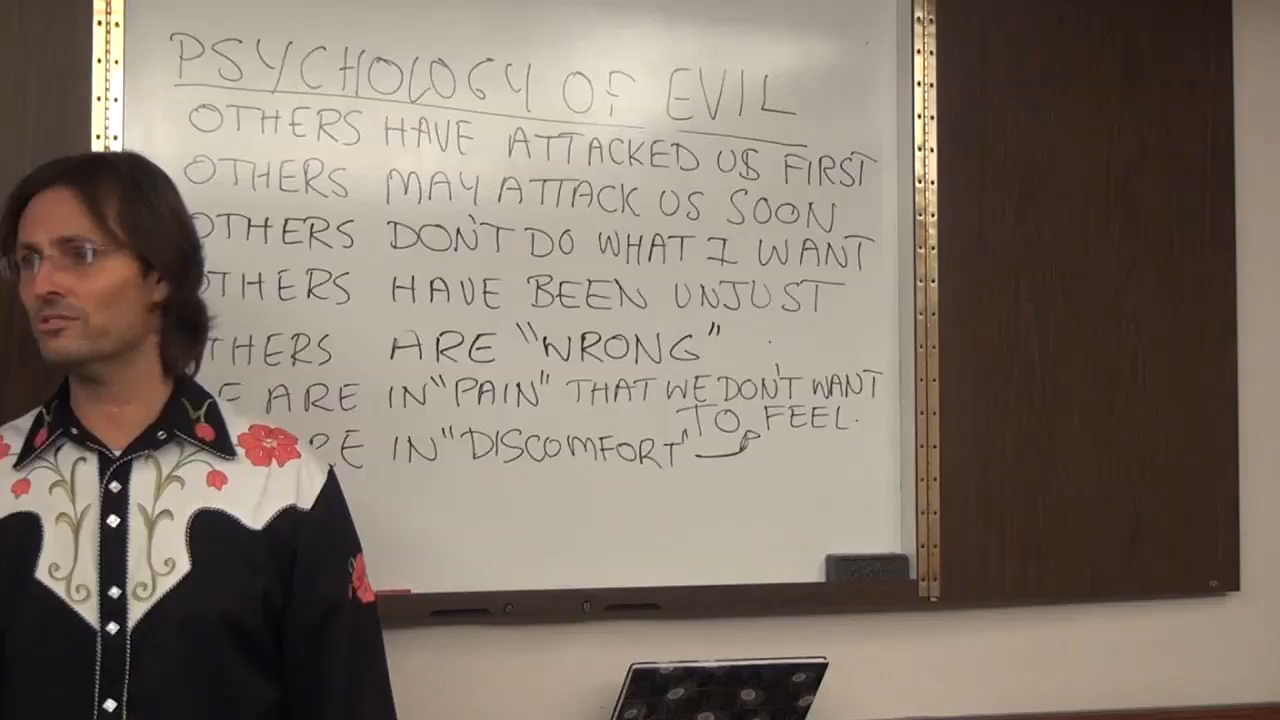 PSYCHOLOGY OF EVIL
OTHERS HAVE ATTACKED US FIRST
OTHERS MAY ATTACK US SOON
OTHERS DON'T DO WHAT I WANT
OTHERS HAVE BEEN UNJUST
THERS ARE "WRONG"
E ARE IN "PAIN" THAT WE DON'T WANT
TO FEEL.
RE IN "DISCOMFORT"